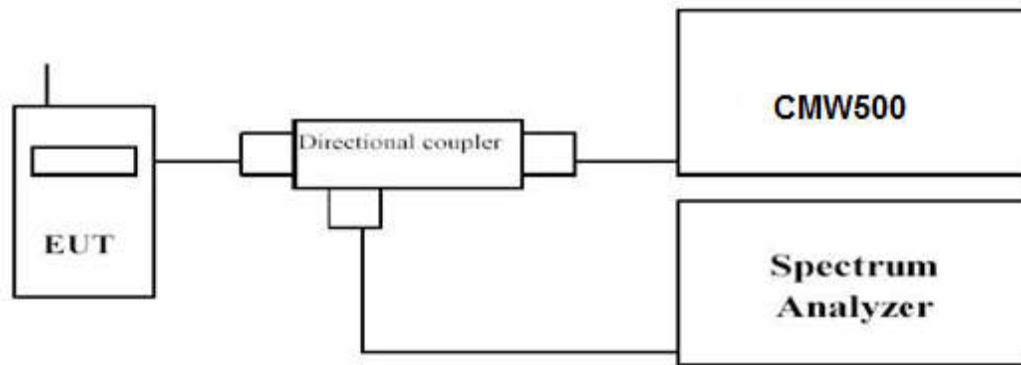 EUT
Directional coupler
CMW500
Spectrum
Analyzer